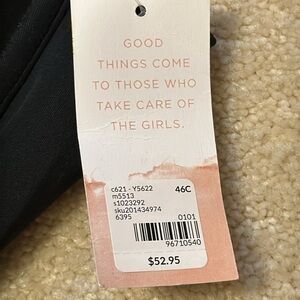 GOOD
THINGS COME
TO THOSE WHO
TAKE CARE OF
THE GIRLS.
c621 - Y5622 46C
m5513
s1023292
sku201434974
6395 0101
96710540
$52.95